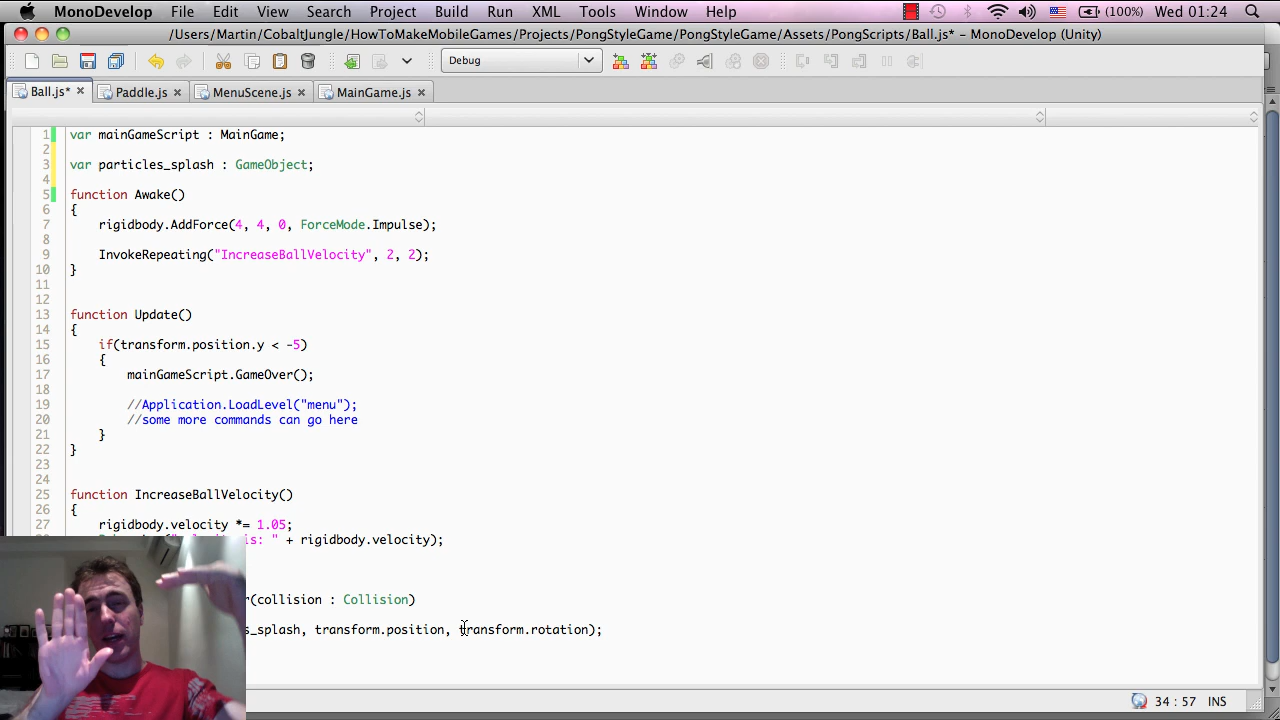 MonoDevelop File Edit View Search Project Build Run XML Tools Window Help (100%) Wed 01:24
/Users/Martin/CobaltJungle/HowToMakeMobileGames/Projects/PongStyleGame/PongStyleGame/Assets/PongScripts/Ball.js* – MonoDevelop (Unity)
Debug
Ball.js* Paddle.js MenuScene.js MainGame.js
1 var mainGameScript : MainGame;
2
3 var particles_splash : GameObject;
4
5 function Awake()
6 {
7 rigidbody.AddForce(4, 4, 0, ForceMode.Impulse);
8
9 InvokeRepeating("IncreaseBallVelocity", 2, 2);
10 }
11
12
13 function Update()
14 {
15 if(transform.position.y < -5)
16 {
17 mainGameScript.GameOver();
18
19 //Application.LoadLevel("menu");
20 //some more commands can go here
21 }
22 }
23
24
25 function IncreaseBallVelocity()
26 {
27 rigidbody.velocity *= 1.05;
is: " + rigidbody.velocity);
(collision : Collision)
s_splash, transform.position, transform.rotation);
34 : 57 INS